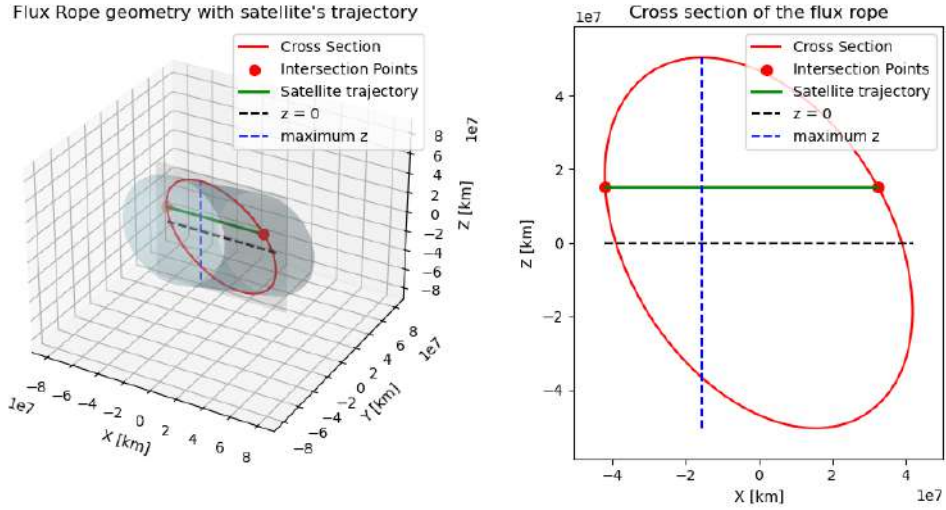 Flux Rope geometry with satellite's trajectory
Cross Section
Intersection Points
Satellite trajectory
z = 0
maximum z
1e7
8
6
4
2
0
−2
−4
−6
−8
Z [km]
−8
−6
−4
−2
0
2
4
6
8
1e7
X [km]
−8
−6
−4
−2
0
2
4
6
8
1e7
Y [km]
Cross section of the flux rope
1e7
Cross Section
Intersection Points
Satellite trajectory
z = 0
maximum z
4
2
0
−2
−4
Z [km]
−4
−2
0
2
4
1e7
X [km]